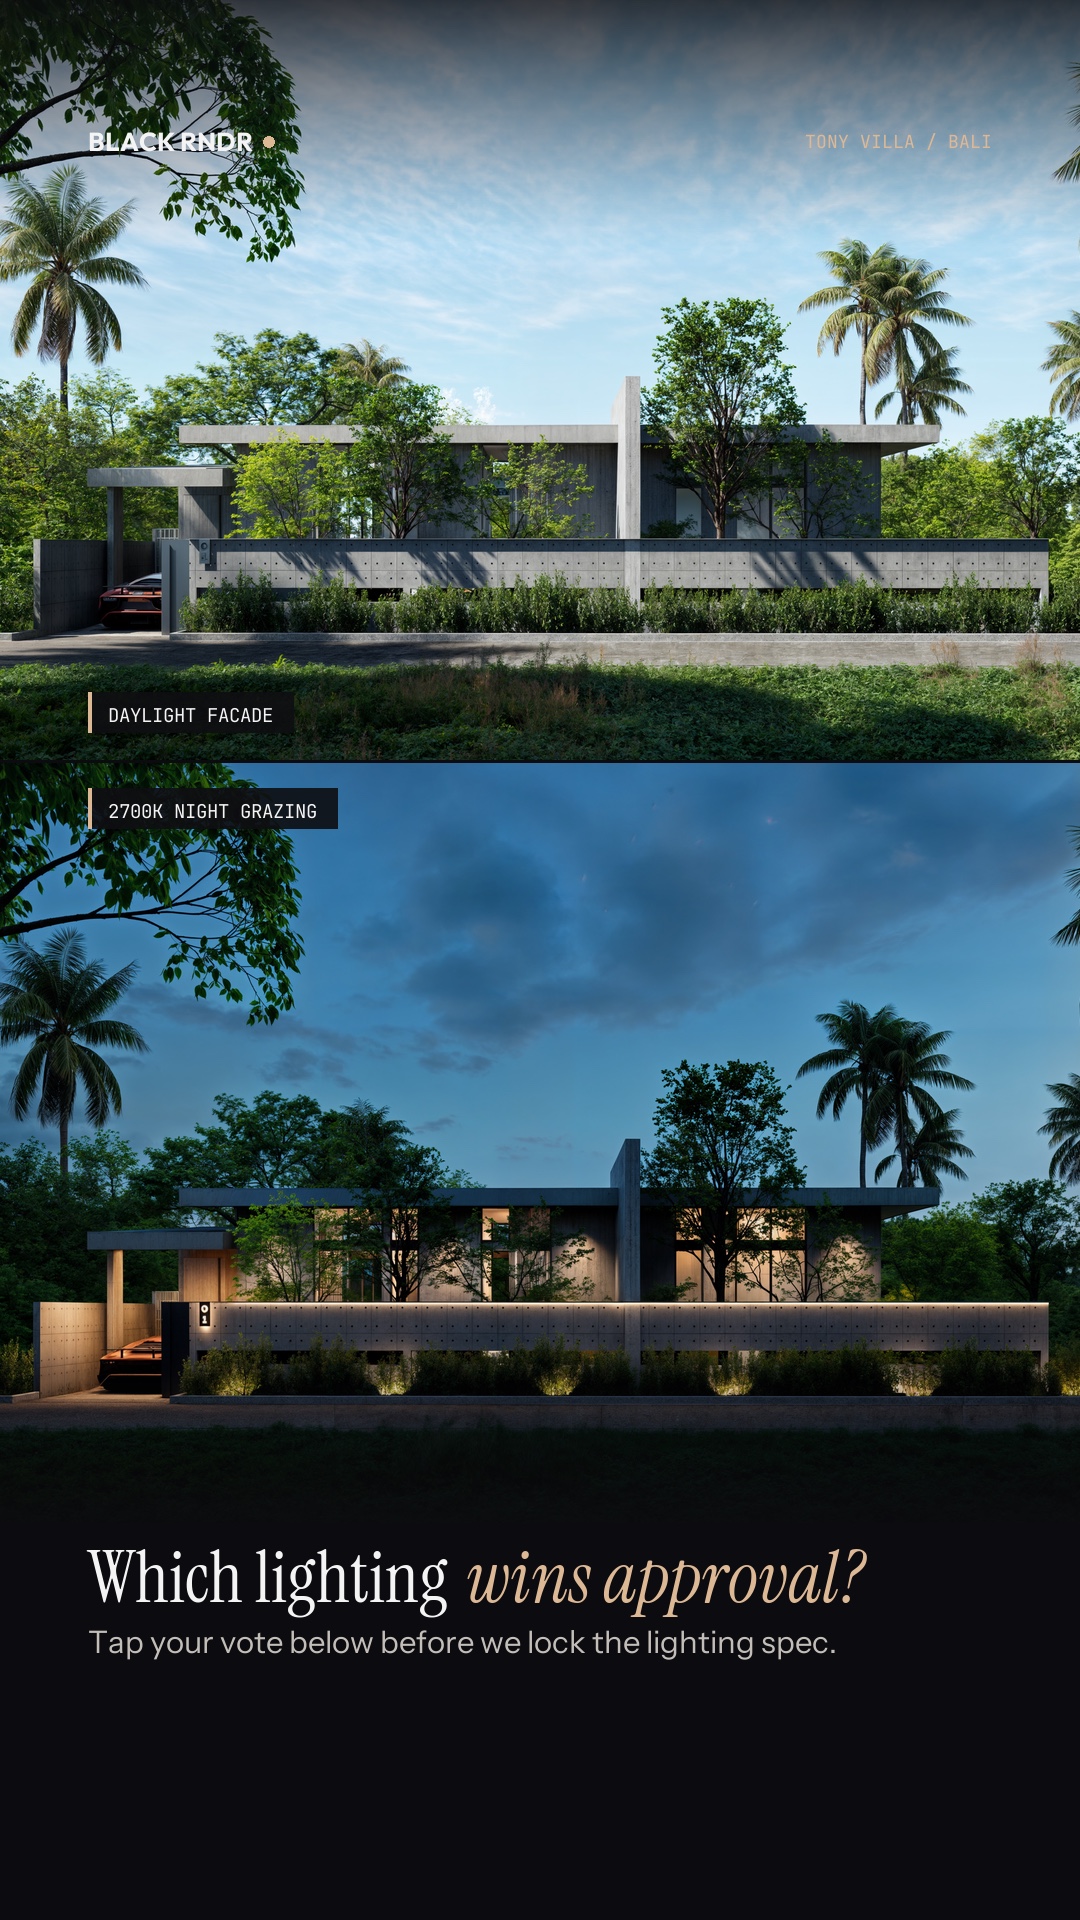 BLACK RNDR
TONY VILLA / BALI
DAYLIGHT FACADE
2700K NIGHT GRAZING
01
Which lighting wins approval?
Tap your vote below before we lock the lighting spec.